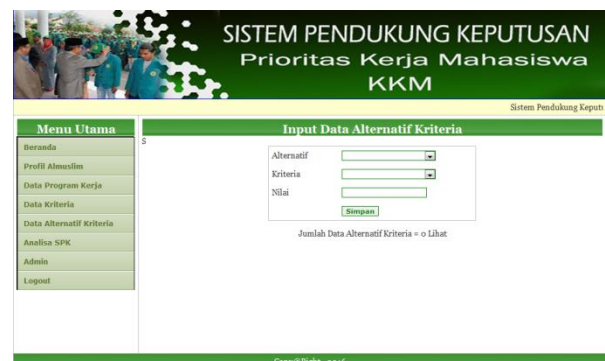 SISTEM PENDUKUNG KEPUTUSAN
Prioritas Kerja Mahasiswa
KKM
Sistem Pendukung Keput
Menu Utama
Beranda
Profil Almuslim
Data Program Kerja
Data Kriteria
Data Alternatif Kriteria
Analisa SPK
Admin
Logout
Input Data Alternatif Kriteria
S
Alternatif
Kriteria
Nilai
Simpan
Jumlah Data Alternatif Kriteria = 0 Lihat